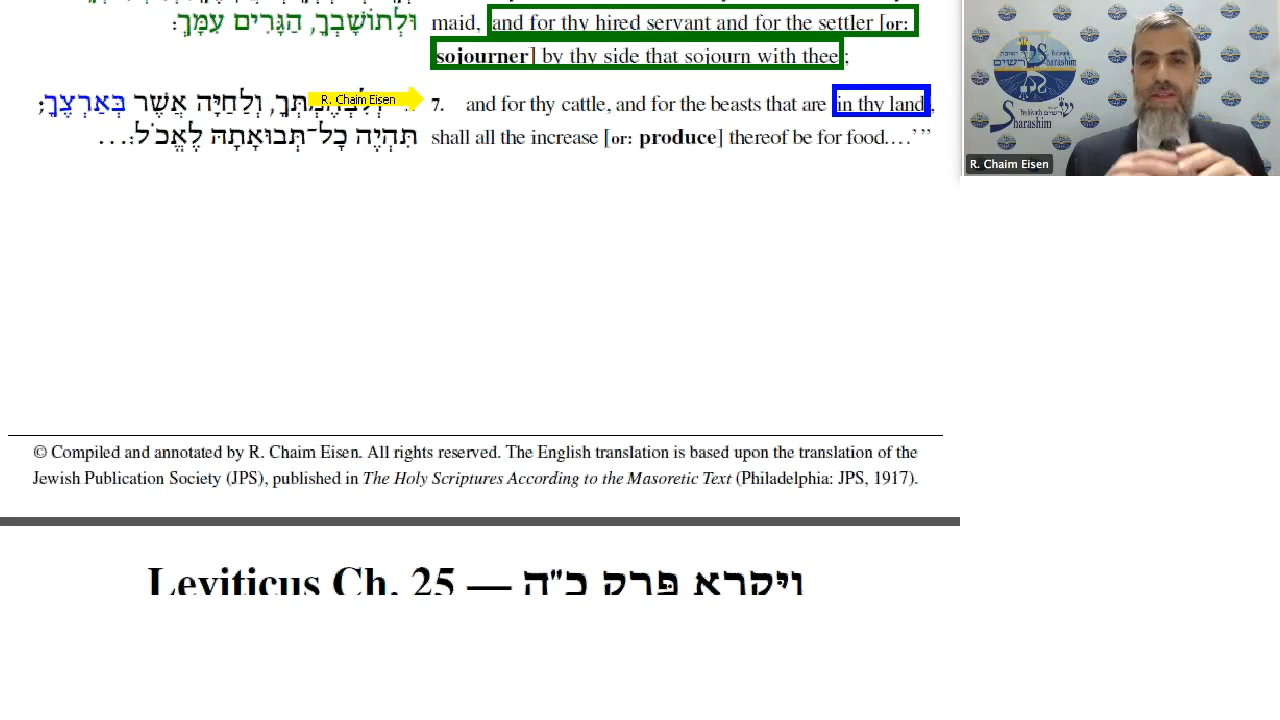 maid, and for thy hired servant and for the settler [or:
sojourner] by thy side that sojourn with thee;
וּלְתוֹשָׁבְךָ, הַגָּרִים עִמָּךְ:
7. and for thy cattle, and for the beasts that are in thy land,
shall all the increase [or: produce] thereof be for food....’”
וְלַחַיָּה אֲשֶׁר בְּאַרְצֶךָ;
תִּהְיֶה כָל־תְּבוּאָתָהּ לֶאֱכֹל:...
R. Chaim Eisen
© Compiled and annotated by R. Chaim Eisen. All rights reserved. The English translation is based upon the translation of the
Jewish Publication Society (JPS), published in The Holy Scriptures According to the Masoretic Text (Philadelphia: JPS, 1917).
Leviticus Ch. 25 — ויקרא פרק כ"ה
Sharashim
R. Chaim Eisen